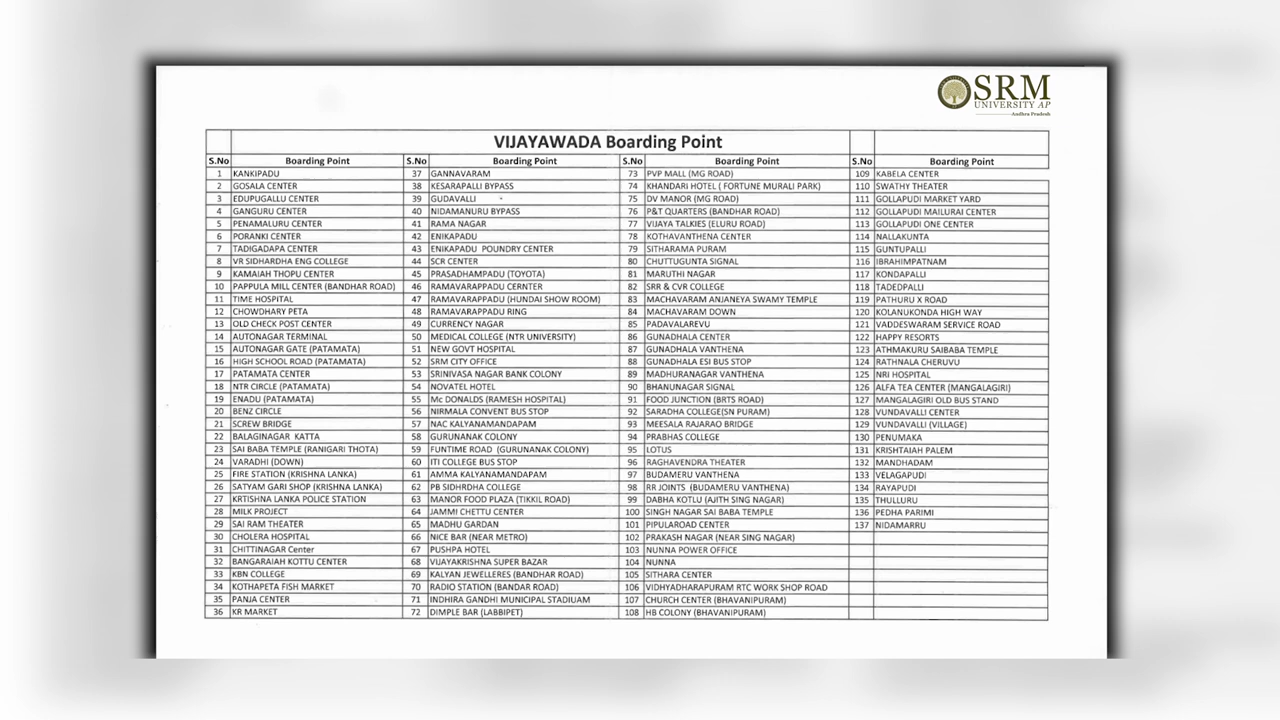 SRM
UNIVERSITY AP
Andhra Pradesh
VIJAYAWADA Boarding Point
S.No Boarding Point S.No Boarding Point S.No Boarding Point S.No Boarding Point
1 KANKIPADU 37 GANNAVARAM 73 PVP MALL (MG ROAD) 109 KABELA CENTER
2 GOSALA CENTER 38 KESARAPALLI BYPASS 74 KHANDARI HOTEL ( FORTUNE MURALI PARK) 110 SWATHY THEATER
3 EDUPUGALLU CENTER 39 GUDAVALLI 75 DV MANOR (MG ROAD) 111 GOLLAPUDI MARKET YARD
4 GANGURU CENTER 40 NIDAMANURU BYPASS 76 P&T QUARTERS (BANDHAR ROAD) 112 GOLLAPUDI MAILURAI CENTER
5 PENAMALURU CENTER 41 RAMA NAGAR 77 VIJAYA TALKIES (ELURU ROAD) 113 GOLLAPUDI ONE CENTER
6 PORANKI CENTER 42 ENIKAPADU 78 KOTHAVANTHENA CENTER 114 NALLAKUNTA
7 TADIGADAPA CENTER 43 ENIKAPADU POUNDRY CENTER 79 SITHARAMA PURAM 115 GUNTUPALLI
8 VR SIDHARDHA ENG COLLEGE 44 SCR CENTER 80 CHUTTUGUNTA SIGNAL 116 IBRAHIMPATNAM
9 KAMAIAH THOPU CENTER 45 PRASADHAMPADU (TOYOTA) 81 MARUTHI NAGAR 117 KONDAPALLI
10 PAPPULA MILL CENTER (BANDHAR ROAD) 46 RAMAVARAPPADU CERNTER 82 SRR & CVR COLLEGE 118 TADEDPALLI
11 TIME HOSPITAL 47 RAMAVARAPPADU (HUNDAI SHOW ROOM) 83 MACHAVARAM ANJANEYA SWAMY TEMPLE 119 PATHURU X ROAD
12 CHOWDHARY PETA 48 RAMAVARAPPADU RING 84 MACHAVARAM DOWN 120 KOLANUKONDA HIGH WAY
13 OLD CHECK POST CENTER 49 CURRENCY NAGAR 85 PADAVALAREVU 121 VADDESWARAM SERVICE ROAD
14 AUTONAGAR TERMINAL 50 MEDICAL COLLEGE (NTR UNIVERSITY) 86 GUNADHALA CENTER 122 HAPPY RESORTS
15 AUTONAGAR GATE (PATAMATA) 51 NEW GOVT HOSPITAL 87 GUNADHALA VANTHENA 123 ATHMAKURU SAIBABA TEMPLE
16 HIGH SCHOOL ROAD (PATAMATA) 52 SRM CITY OFFICE 88 GUNADHALA ESI BUS STOP 124 RATHNALA CHERUVU
17 PATAMATA CENTER 53 SRINIVASA NAGAR BANK COLONY 89 MADHURANAGAR VANTHENA 125 NRI HOSPITAL
18 NTR CIRCLE (PATAMATA) 54 NOVATEL HOTEL 90 BHANUNAGAR SIGNAL 126 ALFA TEA CENTER (MANGALAGIRI)
19 ENADU (PATAMATA) 55 Mc DONALDS (RAMESH HOSPITAL) 91 FOOD JUNCTION (BRTS ROAD) 127 MANGALAGIRI OLD BUS STAND
20 BENZ CIRCLE 56 NIRMALA CONVENT BUS STOP 92 SARADHA COLLEGE(SN PURAM) 128 VUNDAVALLI CENTER
21 SCREW BRIDGE 57 NAC KALYANAMANDAPAM 93 MEESALA RAJARAO BRIDGE 129 VUNDAVALLI (VILLAGE)
22 BALAGINAGAR KATTA 58 GURUNANAK COLONY 94 PRABHAS COLLEGE 130 PENUMAKA
23 SAI BABA TEMPLE (RANIGARI THOTA) 59 FUNTIME ROAD (GURUNANAK COLONY) 95 LOTUS 131 KRISHTAIAH PALEM
24 VARADHI (DOWN) 60 ITI COLLEGE BUS STOP 96 RAGHAVENDRA THEATER 132 MANDHADAM
25 FIRE STATION (KRISHNA LANKA) 61 AMMA KALYANAMANDAPAM 97 BUDAMERU VANTHENA 133 VELAGAPUDI
26 SATYAM GARI SHOP (KRISHNA LANKA) 62 PB SIDHRDHA COLLEGE 98 RR JOINTS (BUDAMERU VANTHENA) 134 RAYAPUDI
27 KRTISHNA LANKA POLICE STATION 63 MANOR FOOD PLAZA (TIKKIL ROAD) 99 DABHA KOTLU (AJITH SING NAGAR) 135 THULLURU
28 MILK PROJECT 64 JAMMI CHETTU CENTER 100 SINGH NAGAR SAI BABA TEMPLE 136 PEDHA PARIMI
29 SAI RAM THEATER 65 MADHU GARDAN 101 PIPULAROAD CENTER 137 NIDAMARRU
30 CHOLERA HOSPITAL 66 NICE BAR (NEAR METRO) 102 PRAKASH NAGAR (NEAR SING NAGAR)
31 CHITTINAGAR Center 67 PUSHPA HOTEL 103 NUNNA POWER OFFICE
32 BANGARAIAH KOTTU CENTER 68 VIJAYAKRISHNA SUPER BAZAR 104 NUNNA
33 KBN COLLEGE 69 KALYAN JEWELLERES (BANDHAR ROAD) 105 SITHARA CENTER
34 KOTHAPETA FISH MARKET 70 RADIO STATION (BANDAR ROAD) 106 VIDHYADHARAPURAM RTC WORK SHOP ROAD
35 PANJA CENTER 71 INDHIRA GANDHI MUNICIPAL STADIUAM 107 CHURCH CENTER (BHAVANIPURAM)
36 KR MARKET 72 DIMPLE BAR (LABBIPET) 108 HB COLONY (BHAVANIPURAM)